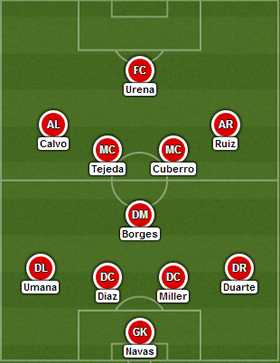 FC
Urena
AL
AR
Calvo
Ruiz
MC
MC
Tejeda
Cuberro
DM
Borges
DL
DR
Umana
Duarte
DC
DC
Diaz
Miller
GK
Navas